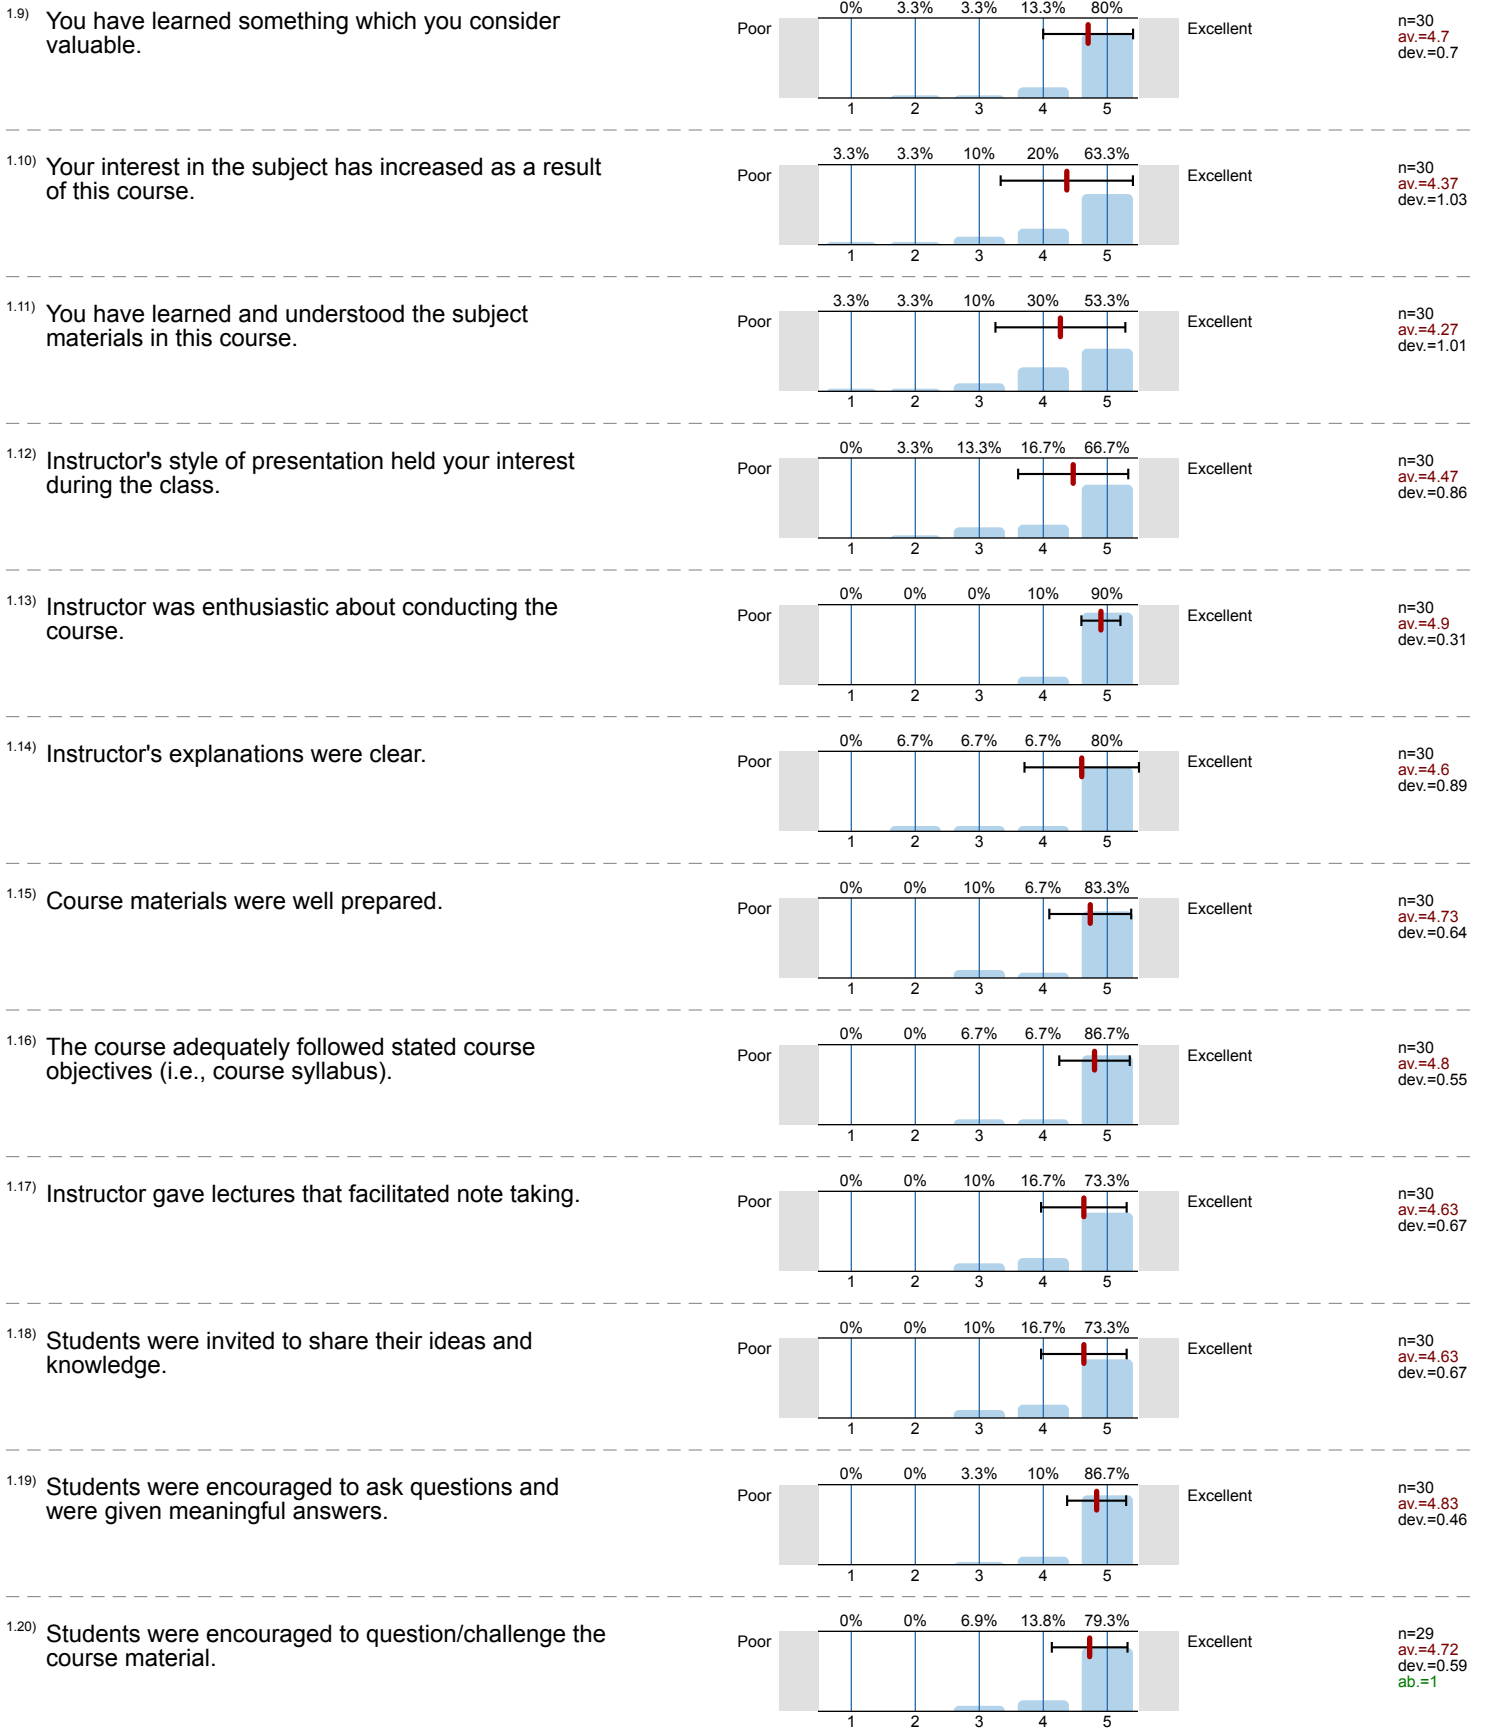 1.9) You have learned something which you consider
valuable.
0% 3.3% 3.3% 13.3% 80%
Poor Excellent
1 2 3 4 5
n=30
av.=4.7
dev.=0.7
1.10) Your interest in the subject has increased as a result
of this course.
3.3% 3.3% 10% 20% 63.3%
Poor Excellent
1 2 3 4 5
n=30
av.=4.37
dev.=1.03
1.11) You have learned and understood the subject
materials in this course.
3.3% 3.3% 10% 30% 53.3%
Poor Excellent
1 2 3 4 5
n=30
av.=4.27
dev.=1.01
1.12) Instructor's style of presentation held your interest
during the class.
0% 3.3% 13.3% 16.7% 66.7%
Poor Excellent
1 2 3 4 5
n=30
av.=4.47
dev.=0.86
1.13) Instructor was enthusiastic about conducting the
course.
0% 0% 0% 10% 90%
Poor Excellent
1 2 3 4 5
n=30
av.=4.9
dev.=0.31
1.14) Instructor's explanations were clear.
0% 6.7% 6.7% 6.7% 80%
Poor Excellent
1 2 3 4 5
n=30
av.=4.6
dev.=0.89
1.15) Course materials were well prepared.
0% 0% 10% 6.7% 83.3%
Poor Excellent
1 2 3 4 5
n=30
av.=4.73
dev.=0.64
1.16) The course adequately followed stated course
objectives (i.e., course syllabus).
0% 0% 6.7% 6.7% 86.7%
Poor Excellent
1 2 3 4 5
n=30
av.=4.8
dev.=0.55
1.17) Instructor gave lectures that facilitated note taking.
0% 0% 10% 16.7% 73.3%
Poor Excellent
1 2 3 4 5
n=30
av.=4.63
dev.=0.67
1.18) Students were invited to share their ideas and
knowledge.
0% 0% 10% 16.7% 73.3%
Poor Excellent
1 2 3 4 5
n=30
av.=4.63
dev.=0.67
1.19) Students were encouraged to ask questions and
were given meaningful answers.
0% 0% 3.3% 10% 86.7%
Poor Excellent
1 2 3 4 5
n=30
av.=4.83
dev.=0.46
1.20) Students were encouraged to question/challenge the
course material.
0% 0% 6.9% 13.8% 79.3%
Poor Excellent
1 2 3 4 5
n=29
av.=4.72
dev.=0.59
ab.=1